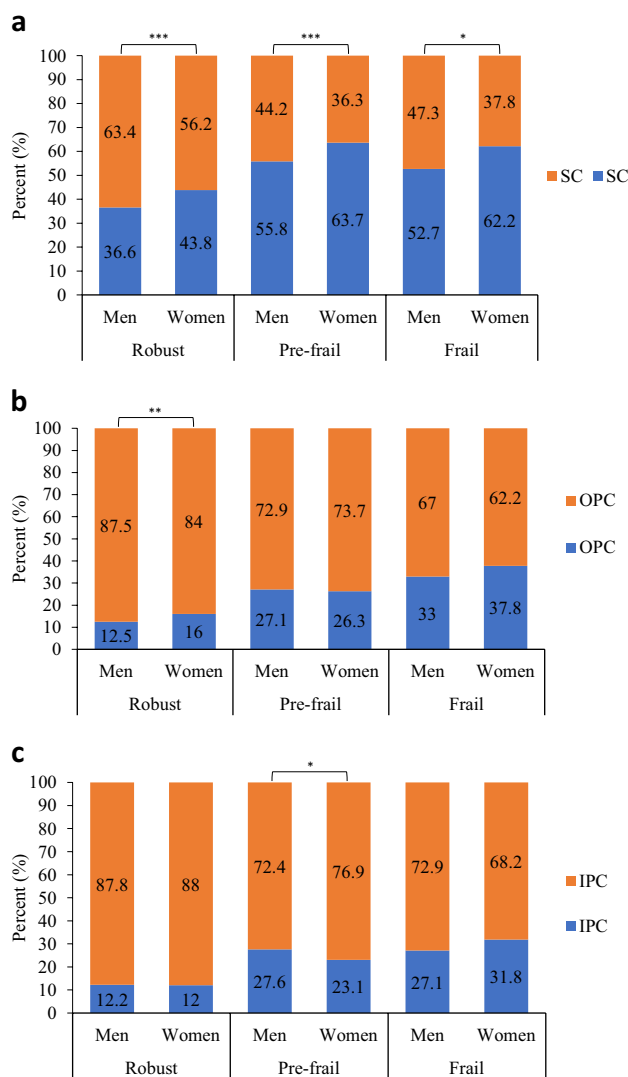 a
*** *** *
100
90
80
70
60
50
40
30
20
10
0
Percent (%)
63.4 56.2 44.2 36.3 47.3 37.8
36.6 43.8 55.8 63.7 52.7 62.2
SC SC
Men Women Men Women Men Women
Robust Pre-frail Frail
b
**
100
90
80
70
60
50
40
30
20
10
0
Percent (%)
87.5 84 72.9 73.7 67 62.2
12.5 16 27.1 26.3 33 37.8
OPC
OPC
Men Women Men Women Men Women
Robust Pre-frail Frail
c
*
100
90
80
70
60
50
40
30
20
10
0
Percent (%)
87.8 88 72.4 76.9 72.9 68.2
12.2 12 27.6 23.1 27.1 31.8
IPC
IPC
Men Women Men Women Men Women
Robust Pre-frail Frail